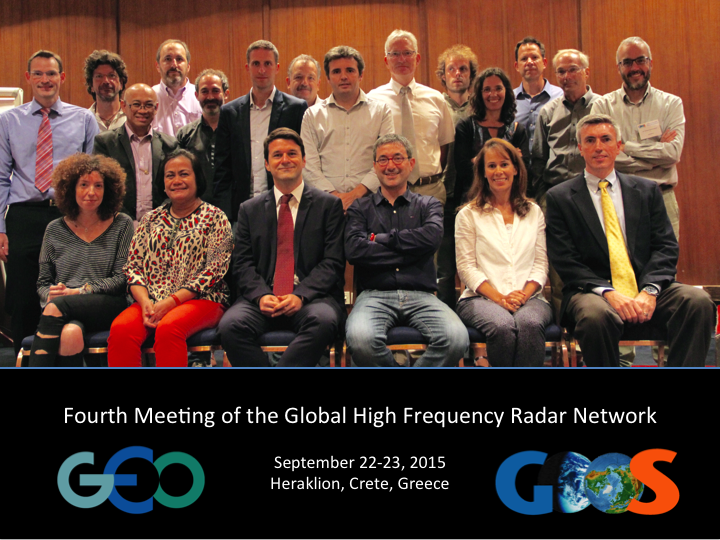 Fourth Meeting of the Global High Frequency Radar Network
September 22-23, 2015
Heraklion, Crete, Greece
GEO
GOOS